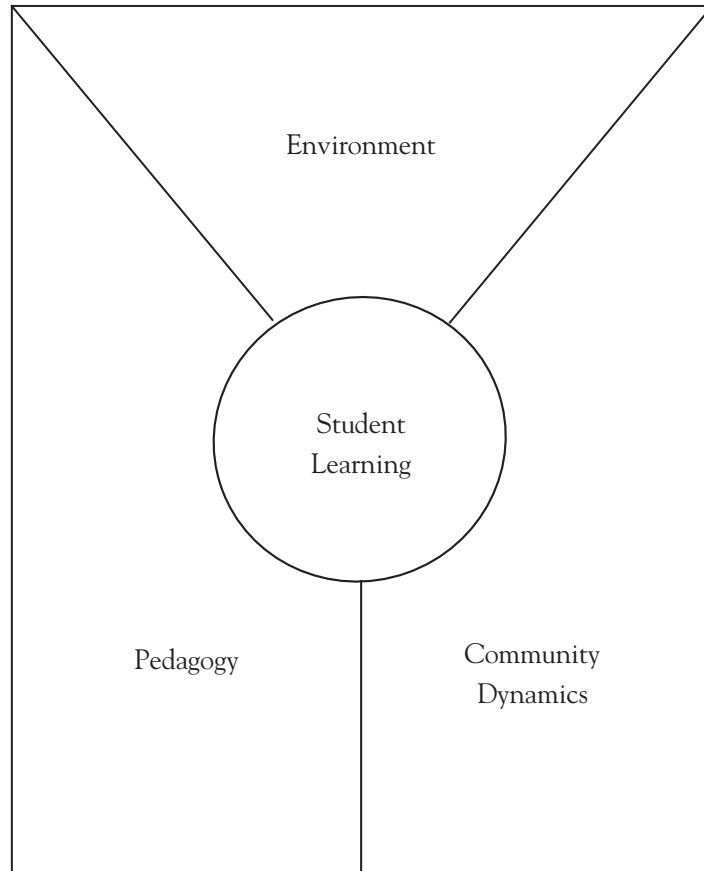 Environment
Student
Learning
Pedagogy
Community
Dynamics